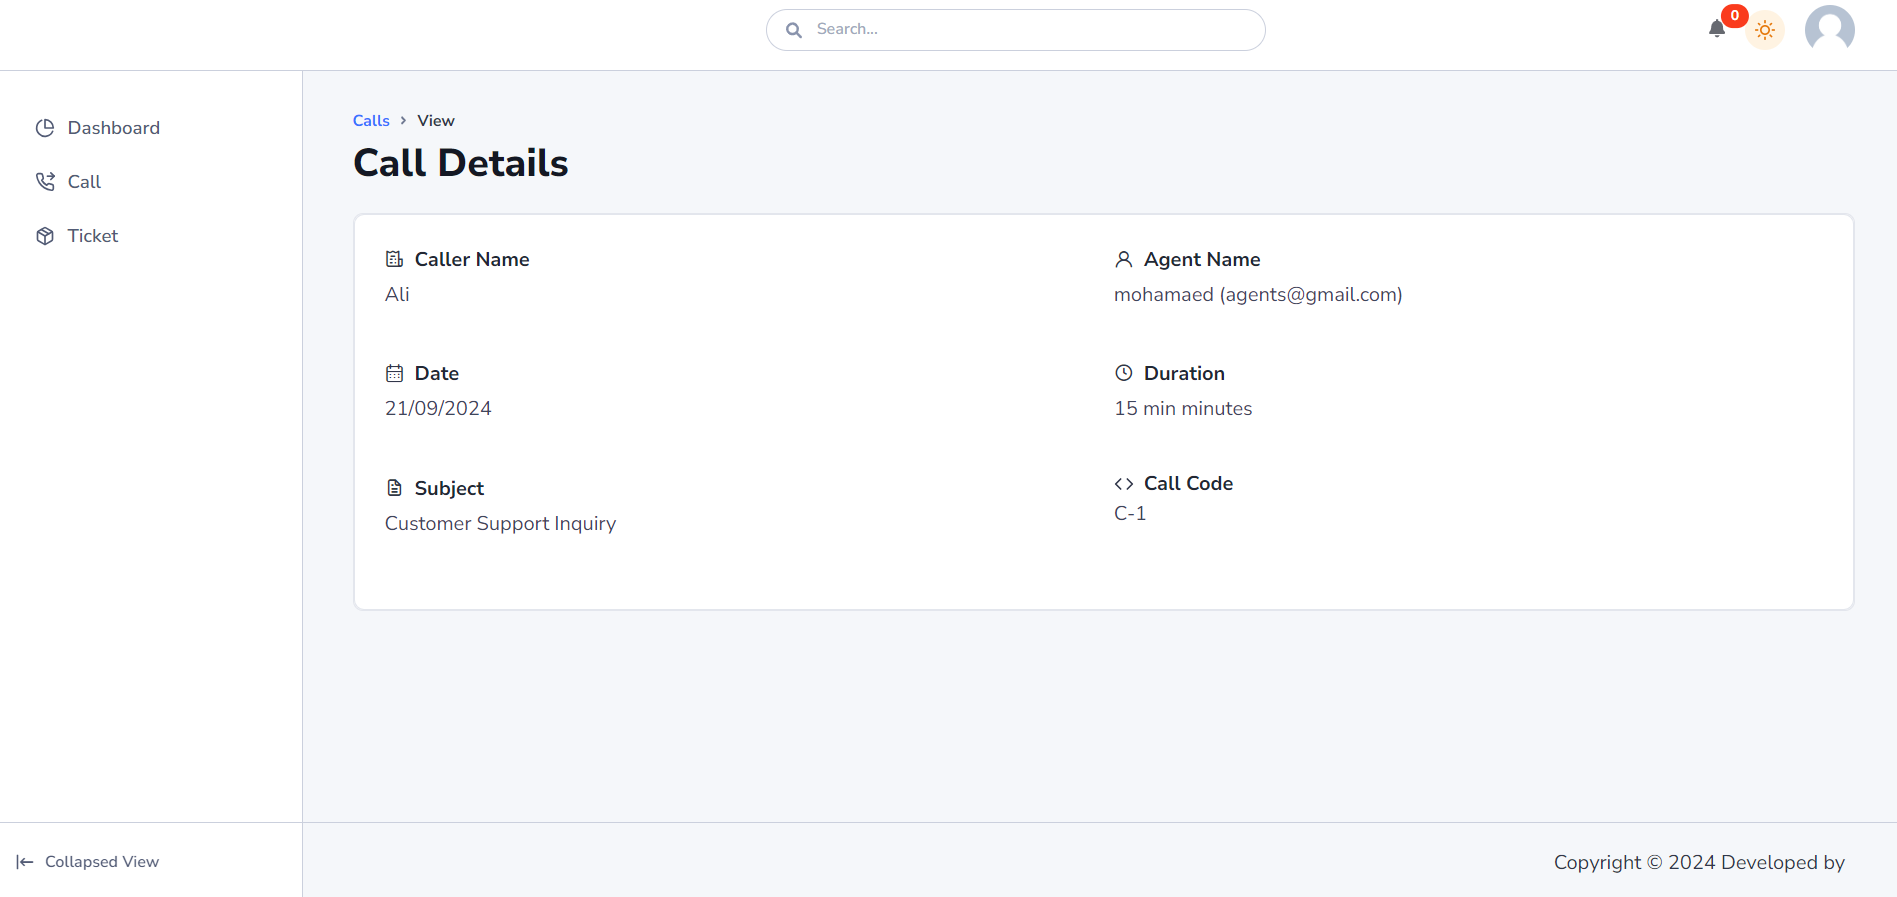 Search...
0
Dashboard
Call
Ticket
Calls > View
Call Details
Caller Name
Ali
Agent Name
mohamaed (agents@gmail.com)
Date
21/09/2024
Duration
15 min minutes
Subject
Customer Support Inquiry
Call Code
C-1
Collapsed View
Copyright © 2024 Developed by